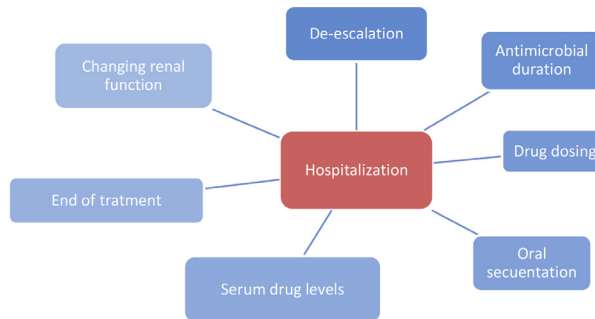 De-escalation
Antimicrobial
duration
Changing renal
function
Drug dosing
Hospitalization
End of tratment
Oral
secuentation
Serum drug levels